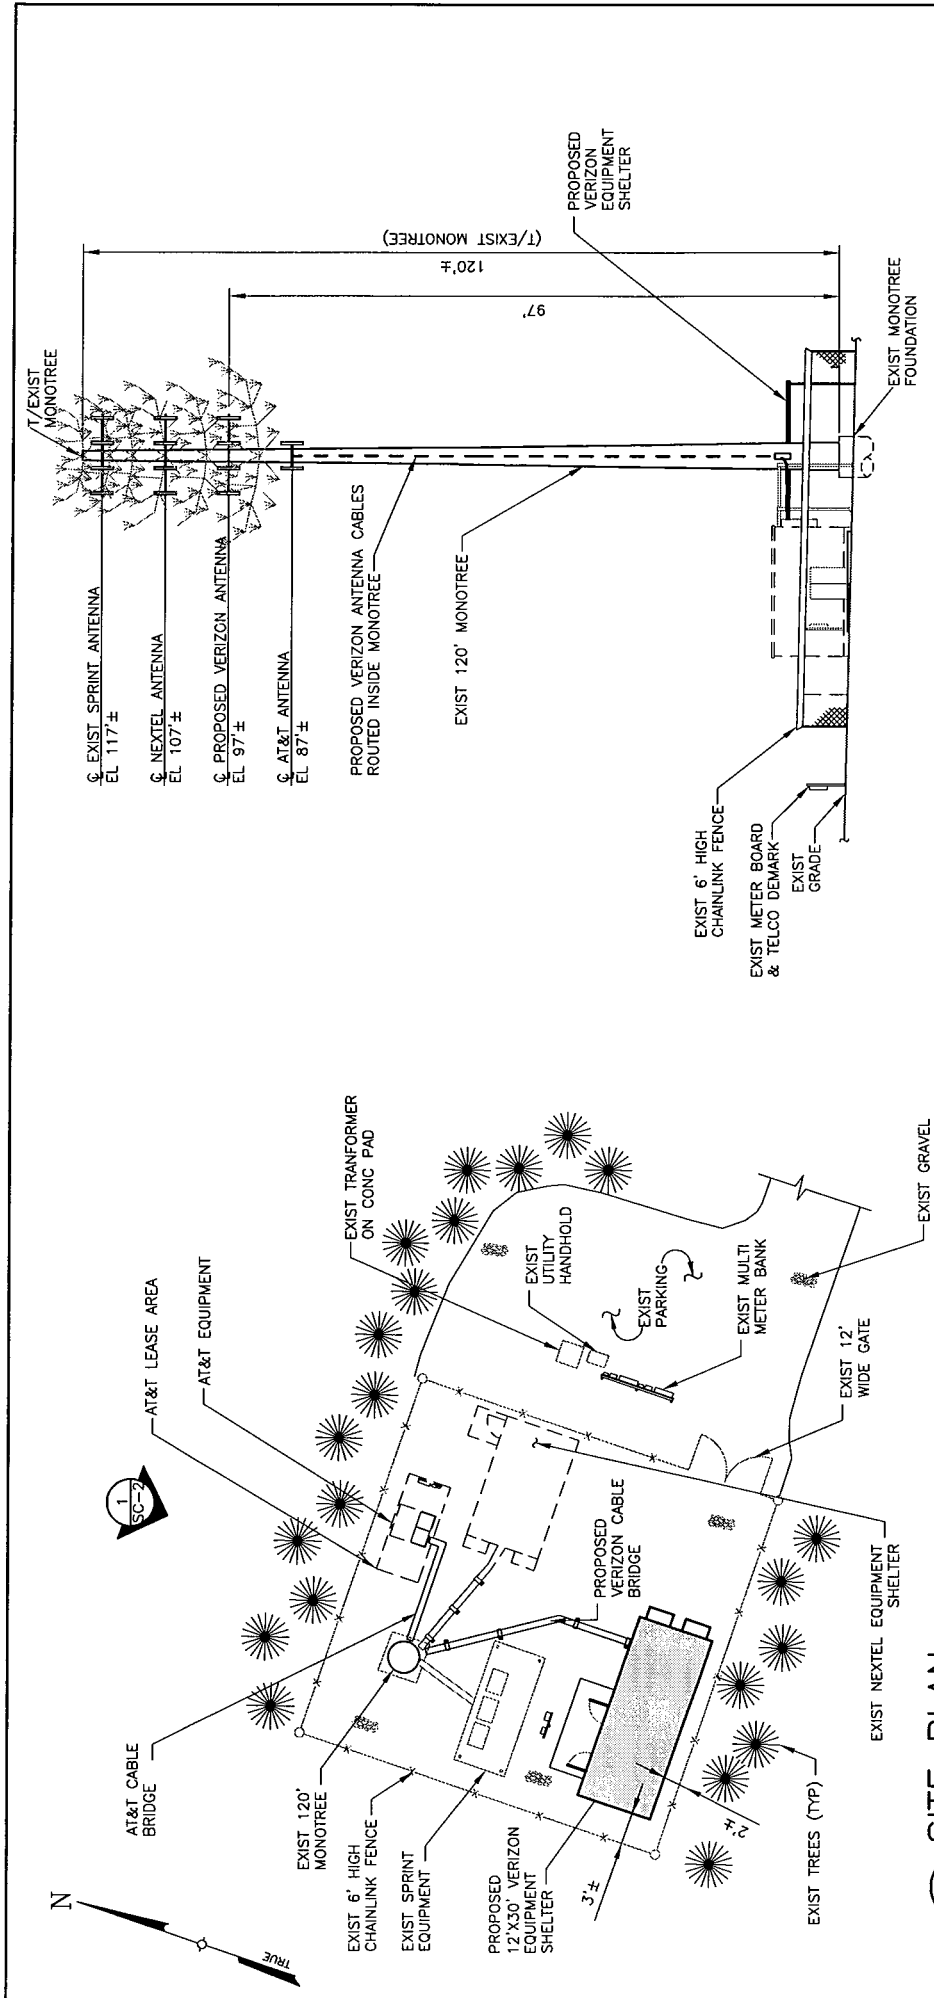 N
TRUE
AT&T CABLE
BRIDGE
EXIST 120'
MONOTREE
EXIST 6' HIGH
CHAINLINK FENCE
EXIST SPRINT
EQUIPMENT
PROPOSED
12'X30' VERIZON
EQUIPMENT
SHELTER
3'±
2'±
EXIST TREES (TYP)
1
SC-2
AT&T LEASE AREA
AT&T EQUIPMENT
EXIST TRANFORMER
ON CONC PAD
EXIST
UTILITY
HANDHOLD
EXIST
PARKING
EXIST MULTI
METER BANK
EXIST 12'
WIDE GATE
EXIST GRAVEL
PROPOSED
VERIZON CABLE
BRIDGE
EXIST NEXTEL EQUIPMENT
SHELTER
SITE PLAN
T/EXIST
MONOTREE
℄ EXIST SPRINT ANTENNA
EL 117'±
℄ NEXTEL ANTENNA
EL 107'±
℄ PROPOSED VERIZON ANTENNA
EL 97'±
℄ AT&T ANTENNA
EL 87'±
PROPOSED VERIZON ANTENNA CABLES
ROUTED INSIDE MONOTREE
EXIST 120' MONOTREE
EXIST 6' HIGH
CHAINLINK FENCE
EXIST METER BOARD
& TELCO DEMARK
EXIST
GRADE
97'
120'±
(T/EXIST MONOTREE)
PROPOSED
VERIZON
EQUIPMENT
SHELTER
EXIST MONOTREE
FOUNDATION